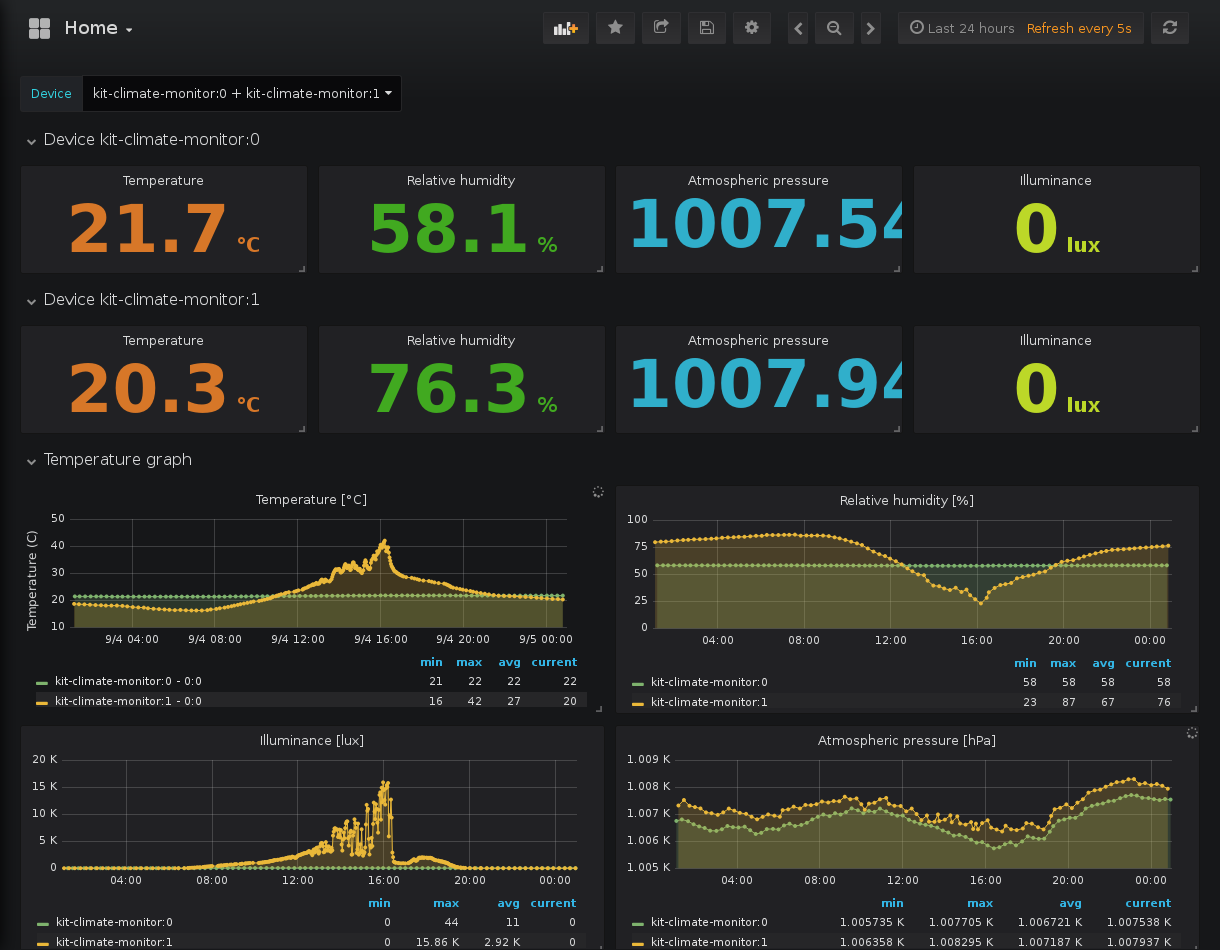 Home
Last 24 hours Refresh every 5s
Device kit-climate-monitor:0 + kit-climate-monitor:1
Device kit-climate-monitor:0
Temperature Relative humidity Atmospheric pressure Illuminance
21.7 °C 58.1 % 1007.54 0 lux
Device kit-climate-monitor:1
Temperature Relative humidity Atmospheric pressure Illuminance
20.3 °C 76.3 % 1007.94 0 lux
Temperature graph
Temperature [°C]
Temperature (C)
50
40
30
20
10
9/4 04:00 9/4 08:00 9/4 12:00 9/4 16:00 9/4 20:00 9/5 00:00
min max avg current
kit-climate-monitor:0 - 0:0 21 22 22 22
kit-climate-monitor:1 - 0:0 16 42 27 20
Relative humidity [%]
100
75
50
25
0
04:00 08:00 12:00 16:00 20:00 00:00
min max avg current
kit-climate-monitor:0 58 58 58 58
kit-climate-monitor:1 23 87 67 76
Illuminance [lux]
20 K
15 K
10 K
5 K
0
04:00 08:00 12:00 16:00 20:00 00:00
min max avg current
kit-climate-monitor:0 0 44 11 0
kit-climate-monitor:1 0 15.86 K 2.92 K 0
Atmospheric pressure [hPa]
1.009 K
1.008 K
1.007 K
1.006 K
1.005 K
04:00 08:00 12:00 16:00 20:00 00:00
min max avg current
kit-climate-monitor:0 1.005735 K 1.007705 K 1.006721 K 1.007538 K
kit-climate-monitor:1 1.006358 K 1.008295 K 1.007187 K 1.007937 K